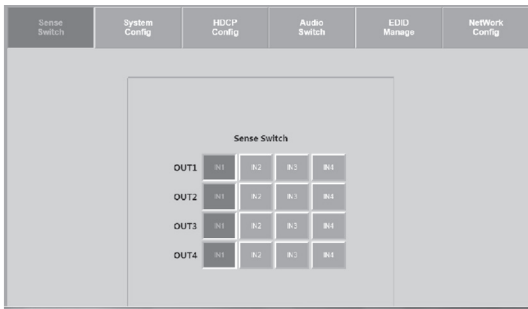 Sense Switch
System Config
HDCP Config
Audio Switch
EDID Manage
NetWork Config
Sense Switch
OUT1 IN1 IN2 IN3 IN4
OUT2 IN1 IN2 IN3 IN4
OUT3 IN1 IN2 IN3 IN4
OUT4 IN1 IN2 IN3 IN4